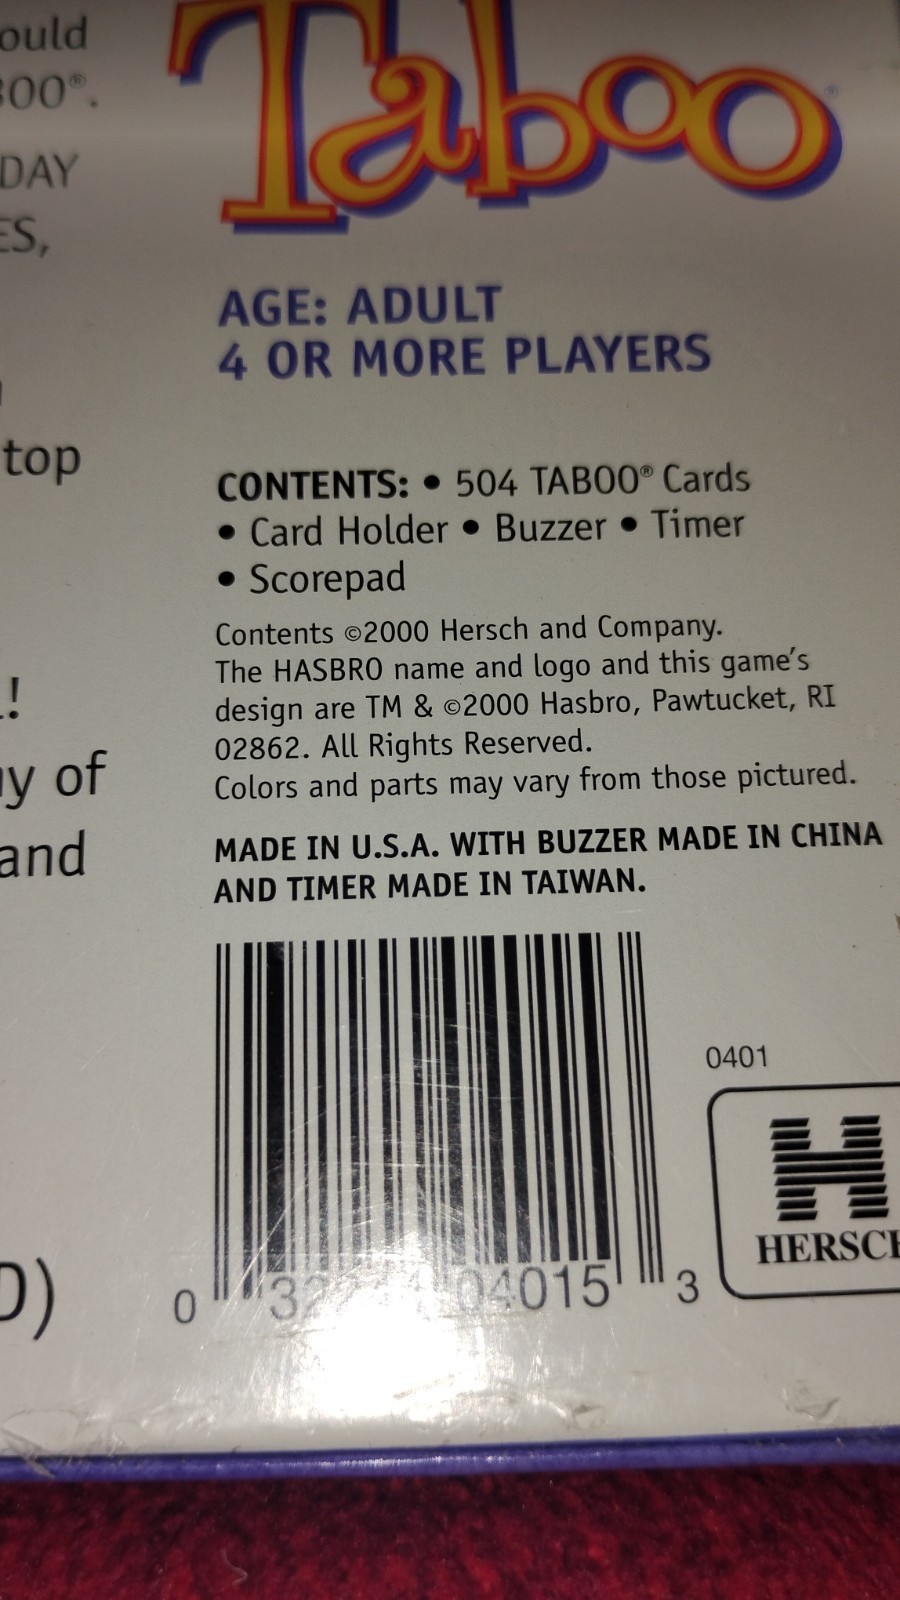 ould
BOO®.
DAY
ES,
top
!
y of
and
D)
Taboo®
AGE: ADULT
4 OR MORE PLAYERS
CONTENTS: • 504 TABOO® Cards
• Card Holder • Buzzer • Timer
• Scorepad
Contents ©2000 Hersch and Company.
The HASBRO name and logo and this game's
design are TM & ©2000 Hasbro, Pawtucket, RI
02862. All Rights Reserved.
Colors and parts may vary from those pictured.
MADE IN U.S.A. WITH BUZZER MADE IN CHINA
AND TIMER MADE IN TAIWAN.
0401
H
HERSCH
0 04015 3